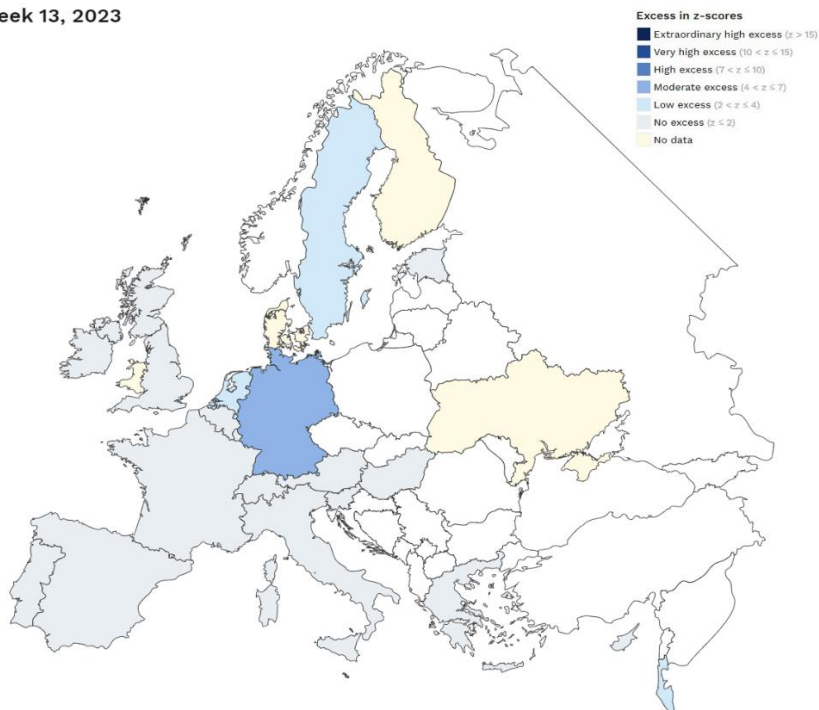 eek 13, 2023
Excess in z-scores
Extraordinary high excess (z > 15)
Very high excess (10 < z ≤ 15)
High excess (7 < z ≤ 10)
Moderate excess (4 < z ≤ 7)
Low excess (2 < z ≤ 4)
No excess (z ≤ 2)
No data